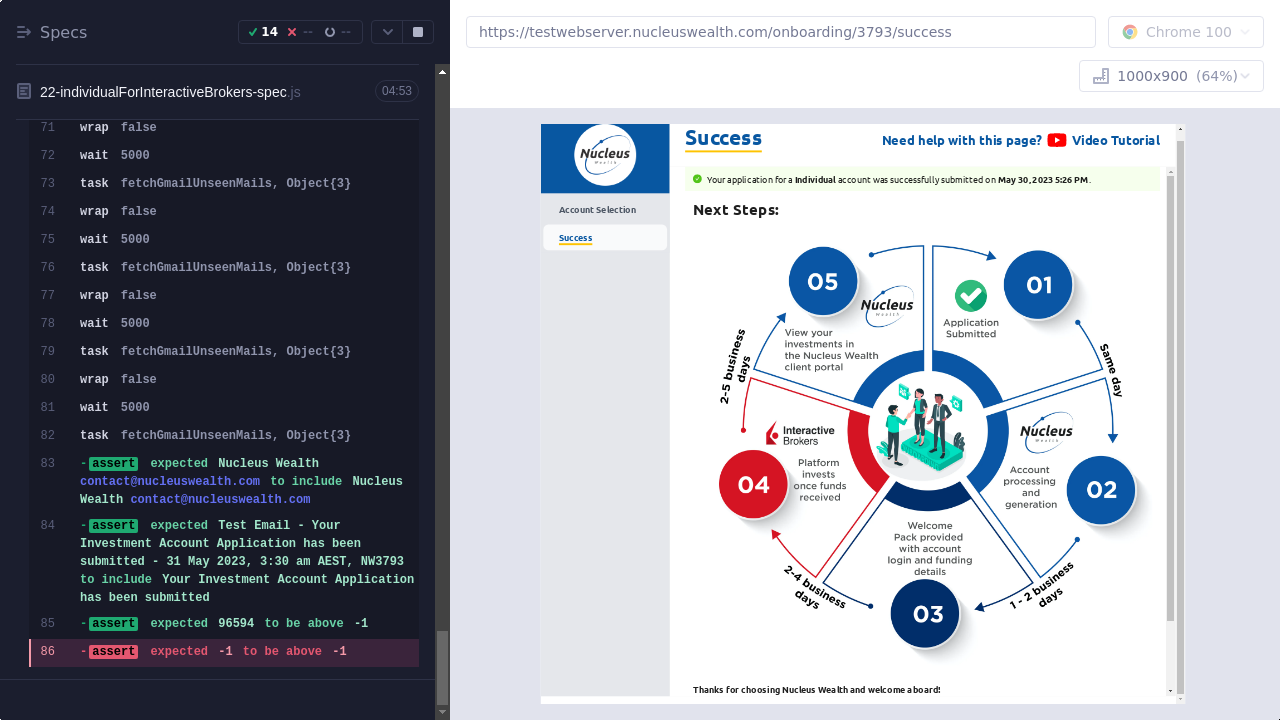 Specs
14
--
--
22-individualForInteractiveBrokers-spec.js
04:53
71 wrap false
72 wait 5000
73 task fetchGmailUnseenMails, Object{3}
74 wrap false
75 wait 5000
76 task fetchGmailUnseenMails, Object{3}
77 wrap false
78 wait 5000
79 task fetchGmailUnseenMails, Object{3}
80 wrap false
81 wait 5000
82 task fetchGmailUnseenMails, Object{3}
83 -assert expected Nucleus Wealth
contact@nucleuswealth.com to include Nucleus
Wealth contact@nucleuswealth.com
84 -assert expected Test Email - Your
Investment Account Application has been
submitted - 31 May 2023, 3:30 am AEST, NW3793
to include Your Investment Account Application
has been submitted
85 -assert expected 96594 to be above -1
86 -assert expected -1 to be above -1
https://testwebserver.nucleuswealth.com/onboarding/3793/success
Chrome 100
1000x900 (64%)
Nucleus
Wealth
Account Selection
Success
Success
Need help with this page? Video Tutorial
Your application for a Individual account was successfully submitted on May 30, 2023 5:26 PM.
Next Steps:
01
Application
Submitted
Same day
02
Nucleus
Wealth
Account
processing
and
generation
1 - 2 business
days
03
Welcome
Pack provided
with account
login and funding
details
2-4 business
days
04
Interactive
Brokers
Platform
invests
once funds
received
2-5 business
days
05
Nucleus
Wealth
View your
investments in
the Nucleus Wealth
client portal
Thanks for choosing Nucleus Wealth and welcome aboard!